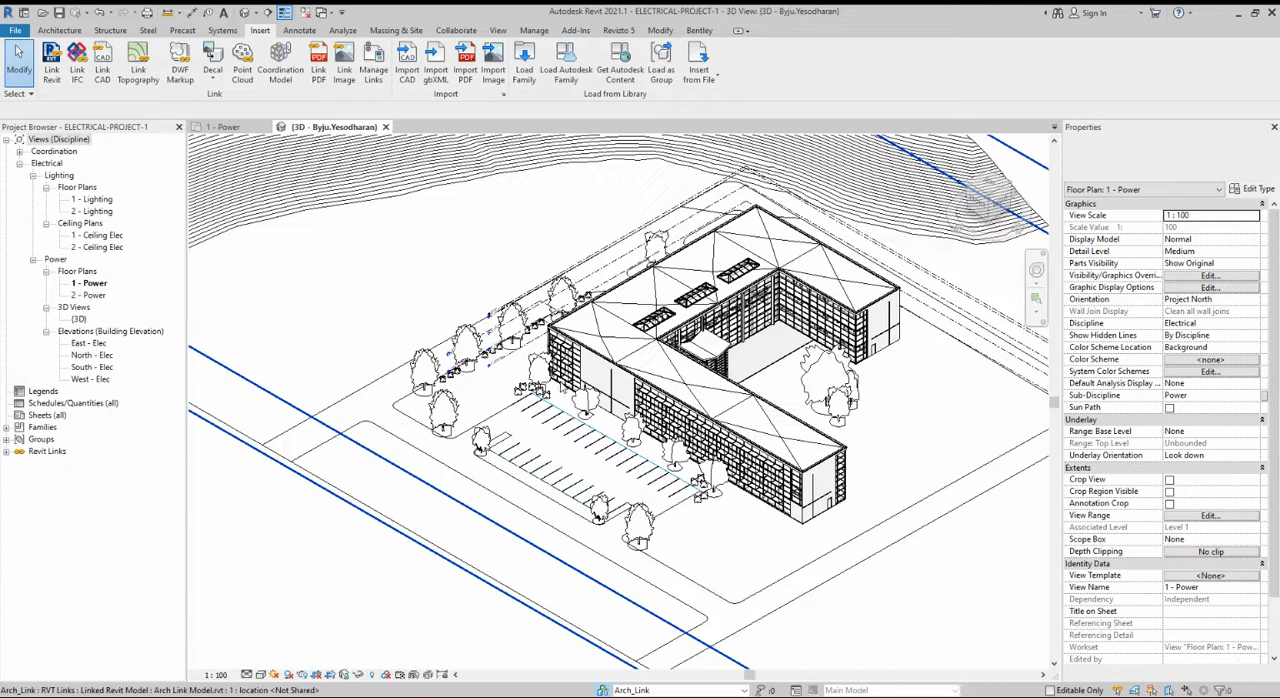 Autodesk Revit 2021.1 - ELECTRICAL-PROJECT-1 - 3D View: {3D - Byju.Yesodharan}
Sign In
File Architecture Structure Steel Precast Systems Insert Annotate Analyze Massing & Site Collaborate View Manage Add-Ins Revizto 5 Modify Bentley
Modify
Link Revit
Link IFC
Link CAD
Link Topography
DWF Markup
Decal
Point Cloud
Coordination Model
Link PDF
Link Image
Manage Links
Import CAD
Import gbXML
Import PDF
Import Image
Load Family
Load Autodesk Family
Get Autodesk Content
Load as Group
Insert from File
Select
Link
Import
Load from Library
Project Browser - ELECTRICAL-PROJECT-1
1 - Power
{3D - Byju.Yesodharan}
Views (Discipline)
Coordination
Electrical
Lighting
Floor Plans
1 - Lighting
2 - Lighting
Ceiling Plans
1 - Ceiling Elec
2 - Ceiling Elec
Power
Floor Plans
1 - Power
2 - Power
3D Views
{3D}
Elevations (Building Elevation)
East - Elec
North - Elec
South - Elec
West - Elec
Legends
Schedules/Quantities (all)
Sheets (all)
Families
Groups
Revit Links
Properties
Floor Plan: 1 - Power
Edit Type
Graphics
View Scale 1 : 100
Scale Value 1: 100
Display Model Normal
Detail Level Medium
Parts Visibility Show Original
Visibility/Graphics Overri... Edit...
Graphic Display Options Edit...
Orientation Project North
Wall Join Display Clean all wall joins
Discipline Electrical
Show Hidden Lines By Discipline
Color Scheme Location Background
Color Scheme <none>
System Color Schemes Edit...
Default Analysis Display ... None
Sub-Discipline Power
Sun Path
Underlay
Range: Base Level None
Range: Top Level Unbounded
Underlay Orientation Look down
Extents
Crop View
Crop Region Visible
Annotation Crop
View Range Edit...
Associated Level Level 1
Scope Box None
Depth Clipping No clip
Identity Data
View Template <None>
View Name 1 - Power
Dependency Independent
Title on Sheet
Referencing Sheet
Referencing Detail
Workset View "Floor Plan: 1 - Pow...
Edited by
1 : 100
Arch_Link : RVT Links : Linked Revit Model : Arch Link Model.rvt : 1 : location <Not Shared>
Arch_Link
:0
Main Model
Editable Only
:0